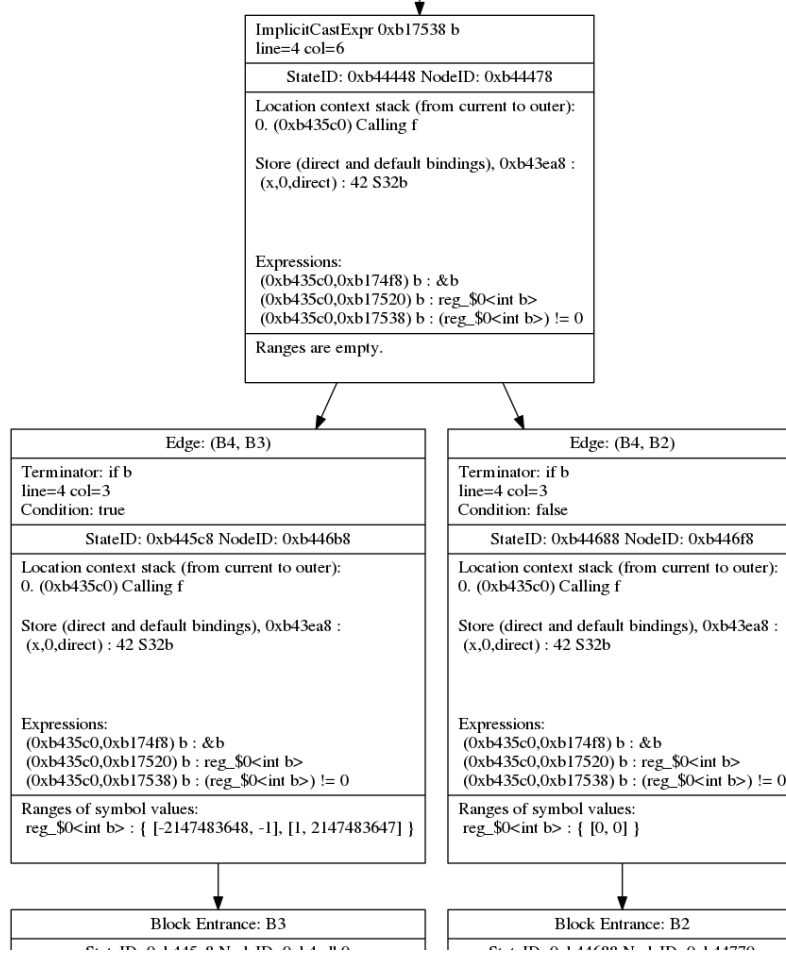 ImplicitCastExpr 0xb17538 b
line=4 col=6
StateID: 0xb44448 NodeID: 0xb44478
Location context stack (from current to outer):
0. (0xb435c0) Calling f
Store (direct and default bindings), 0xb43ea8 :
(x,0,direct) : 42 S32b
Expressions:
(0xb435c0,0xb174f8) b : &b
(0xb435c0,0xb17520) b : reg_$0<int b>
(0xb435c0,0xb17538) b : (reg_$0<int b>) != 0
Ranges are empty.
Edge: (B4, B3)
Terminator: if b
line=4 col=3
Condition: true
StateID: 0xb445c8 NodeID: 0xb446b8
Location context stack (from current to outer):
0. (0xb435c0) Calling f
Store (direct and default bindings), 0xb43ea8 :
(x,0,direct) : 42 S32b
Expressions:
(0xb435c0,0xb174f8) b : &b
(0xb435c0,0xb17520) b : reg_$0<int b>
(0xb435c0,0xb17538) b : (reg_$0<int b>) != 0
Ranges of symbol values:
reg_$0<int b> : { [-2147483648, -1], [1, 2147483647] }
Block Entrance: B3
Edge: (B4, B2)
Terminator: if b
line=4 col=3
Condition: false
StateID: 0xb44688 NodeID: 0xb446f8
Location context stack (from current to outer):
0. (0xb435c0) Calling f
Store (direct and default bindings), 0xb43ea8 :
(x,0,direct) : 42 S32b
Expressions:
(0xb435c0,0xb174f8) b : &b
(0xb435c0,0xb17520) b : reg_$0<int b>
(0xb435c0,0xb17538) b : (reg_$0<int b>) != 0
Ranges of symbol values:
reg_$0<int b> : { [0, 0] }
Block Entrance: B2